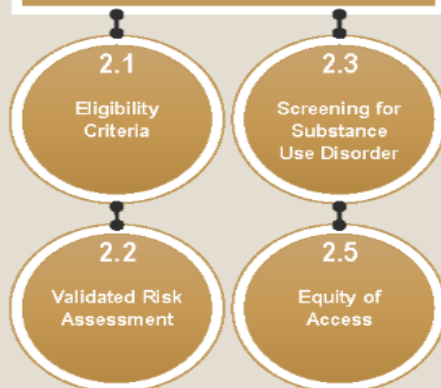 2.1
Eligibility
Criteria
2.3
Screening for
Substance
Use Disorder
2.2
Validated Risk
Assessment
2.5
Equity of
Access